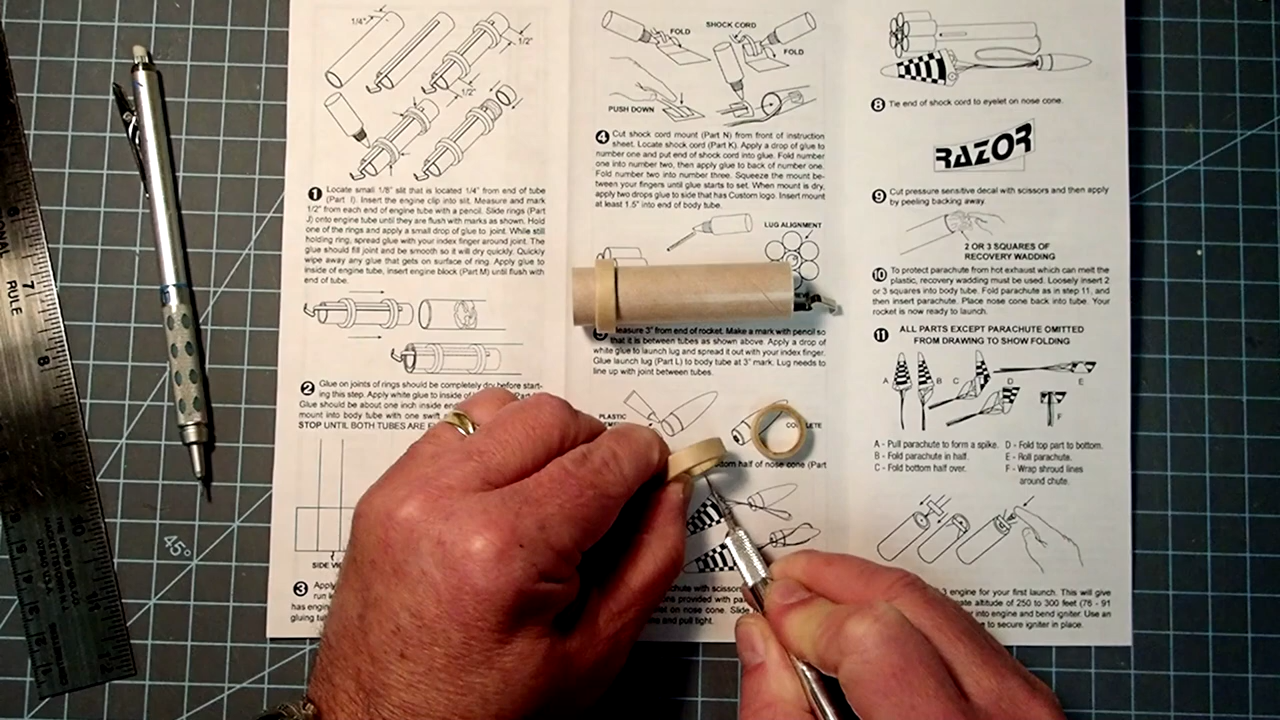 1/4"
1/2"
1/2"
1 Locate small 1/8" slit that is located 1/4" from end of tube
(Part I). Insert the engine clip into slit. Measure and mark
1/2" from each end of engine tube with a pencil. Slide rings (Part
J) onto engine tube until they are flush with marks as shown. Hold
one of the rings and apply a small drop of glue to joint. While still
holding ring, spread glue with your index finger around joint. The
glue should fill joint and be smooth so it will dry quickly. Quickly
wipe away any glue that gets on surface of ring. Apply glue to
inside of engine tube, insert engine block (Part M) until flush with
end of tube.
2 Glue on joints of rings should be completely dry before start-
ing this step. Apply white glue to inside of
Glue should be about one inch inside
mount into body tube with one swift
STOP UNTIL BOTH TUBES ARE
SIDE
3 Apply
run
has engin
gluing
FOLD
SHOCK CORD
FOLD
PUSH DOWN
4 Cut shock cord mount (Part N) from front of instruction
sheet. Locate shock cord (Part K). Apply a drop of glue to
number one and put end of shock cord into glue. Fold number
one into number two, then apply glue to back of number one.
Fold number two into number three. Squeeze the mount be-
tween your fingers until glue starts to set. When mount is dry,
apply two drops glue to side that has Custom logo. Insert mount
at least 1.5" into end of body tube.
LUG ALIGNMENT
Measure 3" from end of rocket. Make a mark with pencil so
that it is between tubes as shown above. Apply a drop of
white glue to launch lug and spread it out with your index finger.
Glue launch lug (Part L) to body tube at 3" mark. Lug needs to
line up with joint between tubes.
PLASTIC
half of nose cone (Part
with scissors
provided with
on nose cone. Slide
and pull tight.
8 Tie end of shock cord to eyelet on nose cone.
RAZOR
9 Cut pressure sensitive decal with scissors and then apply
by peeling backing away.
2 OR 3 SQUARES OF
RECOVERY WADDING
10 To protect parachute from hot exhaust which can melt the
plastic, recovery wadding must be used. Loosely insert 2
or 3 squares into body tube. Fold parachute as in step 11, and
then insert parachute. Place nose cone back into tube. Your
rocket is now ready to launch.
11 ALL PARTS EXCEPT PARACHUTE OMITTED
FROM DRAWING TO SHOW FOLDING
A B C D E F
A - Pull parachute to form a spike. D - Fold top part to bottom.
B - Fold parachute in half. E - Roll parachute.
C - Fold bottom half over. F - Wrap shroud lines
around chute.
engine for your first launch. This will give
altitude of 250 to 300 feet (76 - 91
into engine and bend igniter. Use an
to secure igniter in place.
RULE
6
7
8
45°